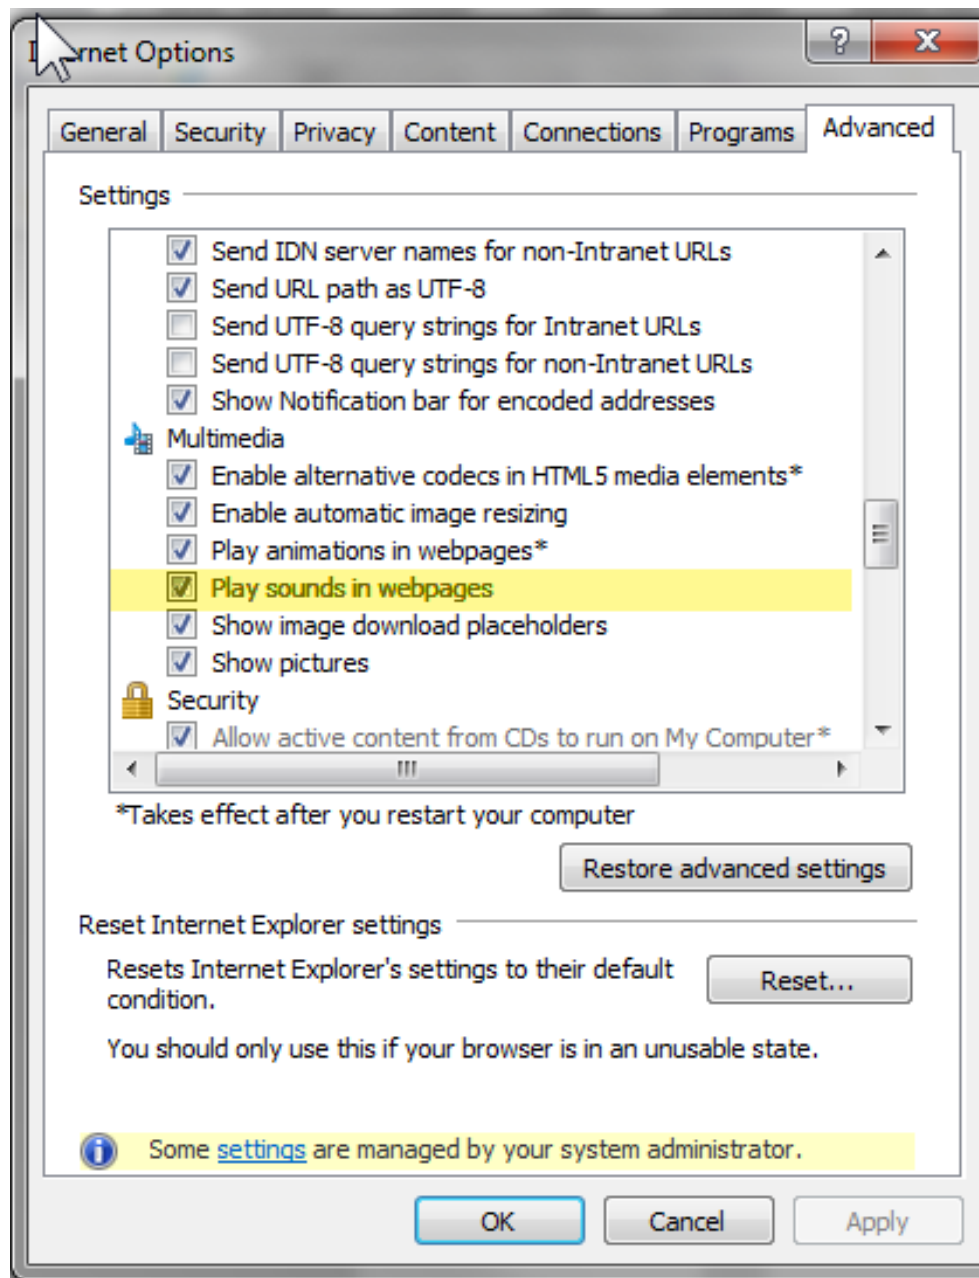 Internet Options
General Security Privacy Content Connections Programs Advanced
Settings
Send IDN server names for non-Intranet URLs
Send URL path as UTF-8
Send UTF-8 query strings for Intranet URLs
Send UTF-8 query strings for non-Intranet URLs
Show Notification bar for encoded addresses
Multimedia
Enable alternative codecs in HTML5 media elements*
Enable automatic image resizing
Play animations in webpages*
Play sounds in webpages
Show image download placeholders
Show pictures
Security
Allow active content from CDs to run on My Computer*
*Takes effect after you restart your computer
Restore advanced settings
Reset Internet Explorer settings
Resets Internet Explorer's settings to their default
condition.
Reset...
You should only use this if your browser is in an unusable state.
Some settings are managed by your system administrator.
OK Cancel Apply